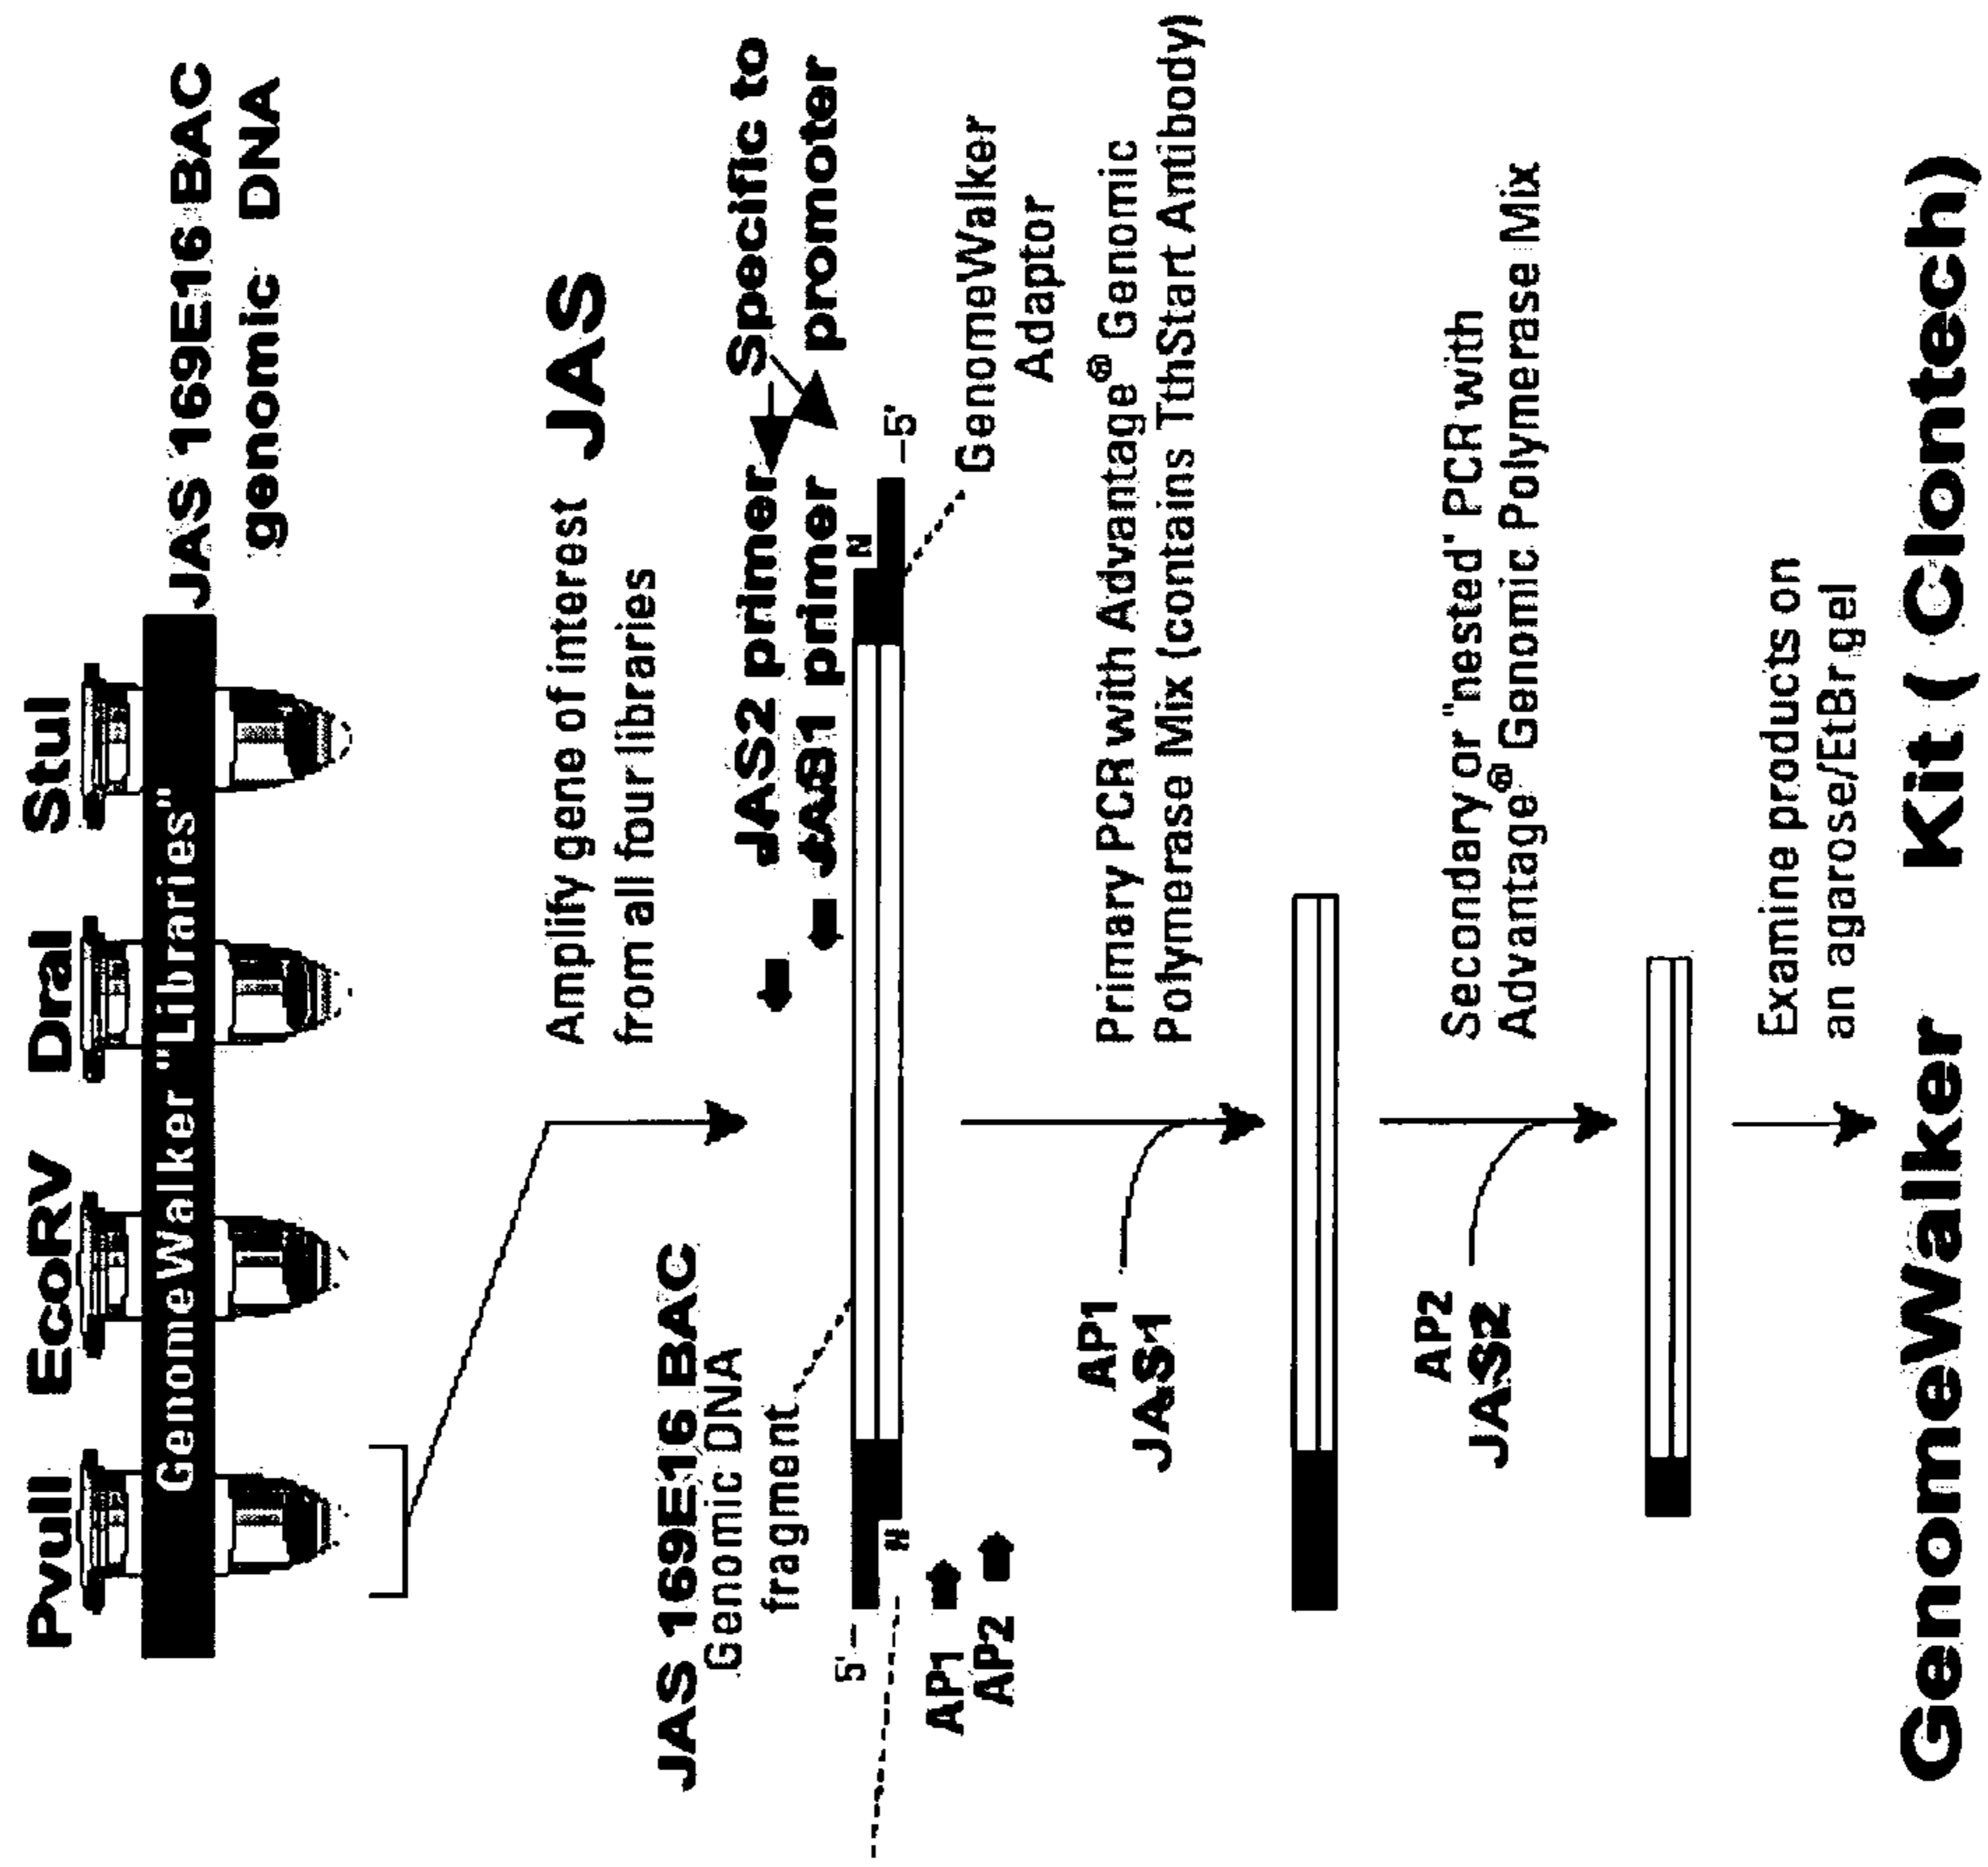 PvuII EcoRV DraI StuI
GenomeWalker "Libraries"
JAS 169E16 BAC
genomic DNA
Amplify gene of interest JAS
from all four libraries
JAS 169E16 BAC
Genomic DNA
fragment
JAS2 primer
JAS1 primer
Specific to
promoter
N
5'
5'
N
AP1
AP2
GenomeWalker
Adaptor
AP1
JAS1
Primary PCR with Advantage® Genomic
Polymerase Mix (contains TthStart Antibody)
AP2
JAS2
Secondary or "nested' PCR with
Advantage® Genomic Polymerase Mix
Examine products on
an agarose/EtBr gel
GenomeWalker Kit ( Clontech)